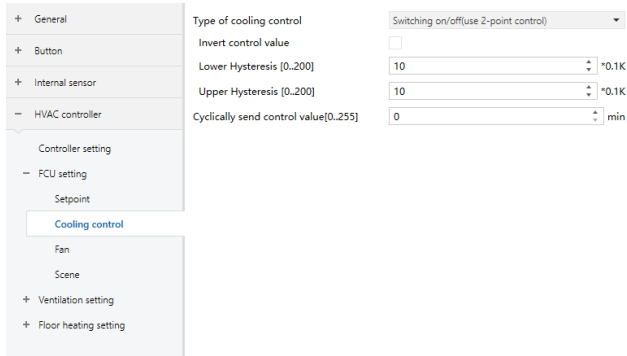 General
Button
Internal sensor
HVAC controller
Controller setting
FCU setting
Setpoint
Cooling control
Fan
Scene
Ventilation setting
Floor heating setting
Type of cooling control Switching on/off(use 2-point control)
Invert control value
Lower Hysteresis [0..200] 10 *0.1K
Upper Hysteresis [0..200] 10 *0.1K
Cyclically send control value[0..255] 0 min